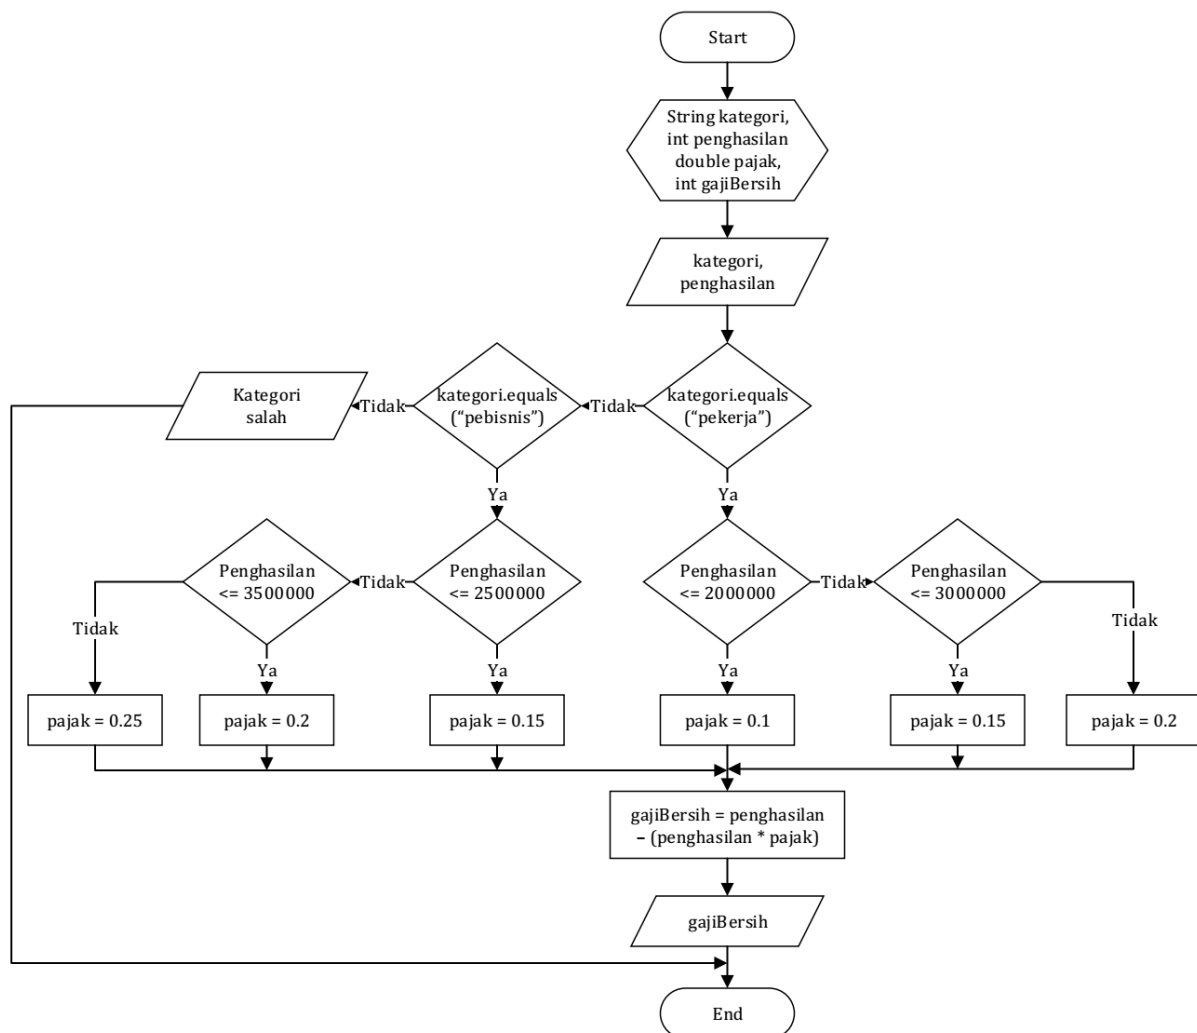 Start
String kategori,
int penghasilan
double pajak,
int gajiBersih
kategori,
penghasilan
Kategori
salah
Tidak
kategori.equals
(“pebisnis”)
Tidak
kategori.equals
(“pekerja”)
Ya
Ya
Penghasilan
<= 3500000
Tidak
Penghasilan
<= 2500000
Penghasilan
<= 2000000
Tidak
Penghasilan
<= 3000000
Tidak
Tidak
Ya
Ya
Ya
Ya
pajak = 0.25
pajak = 0.2
pajak = 0.15
pajak = 0.1
pajak = 0.15
pajak = 0.2
gajiBersih = penghasilan
– (penghasilan * pajak)
gajiBersih
End